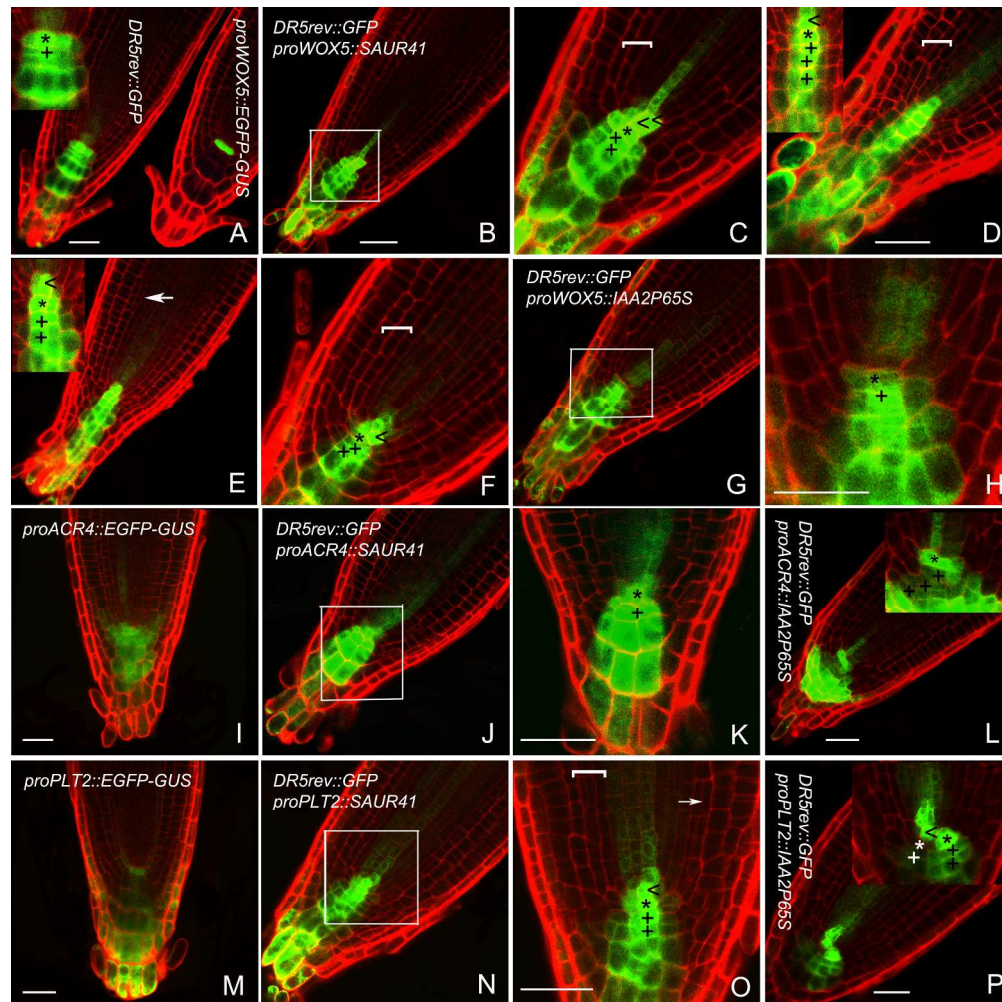 DR5rev::GFP
proWOX5::EGFP-GUS
A
DR5rev::GFP
proWOX5::SAUR41
B
C
D
E
F
DR5rev::GFP
proWOX5::IAA2P65S
G
H
proACR4::EGFP-GUS
I
DR5rev::GFP
proACR4::SAUR41
J
K
DR5rev::GFP
proACR4::IAA2P65S
L
proPLT2::EGFP-GUS
M
DR5rev::GFP
proPLT2::SAUR41
N
O
DR5rev::GFP
proPLT2::IAA2P65S
P